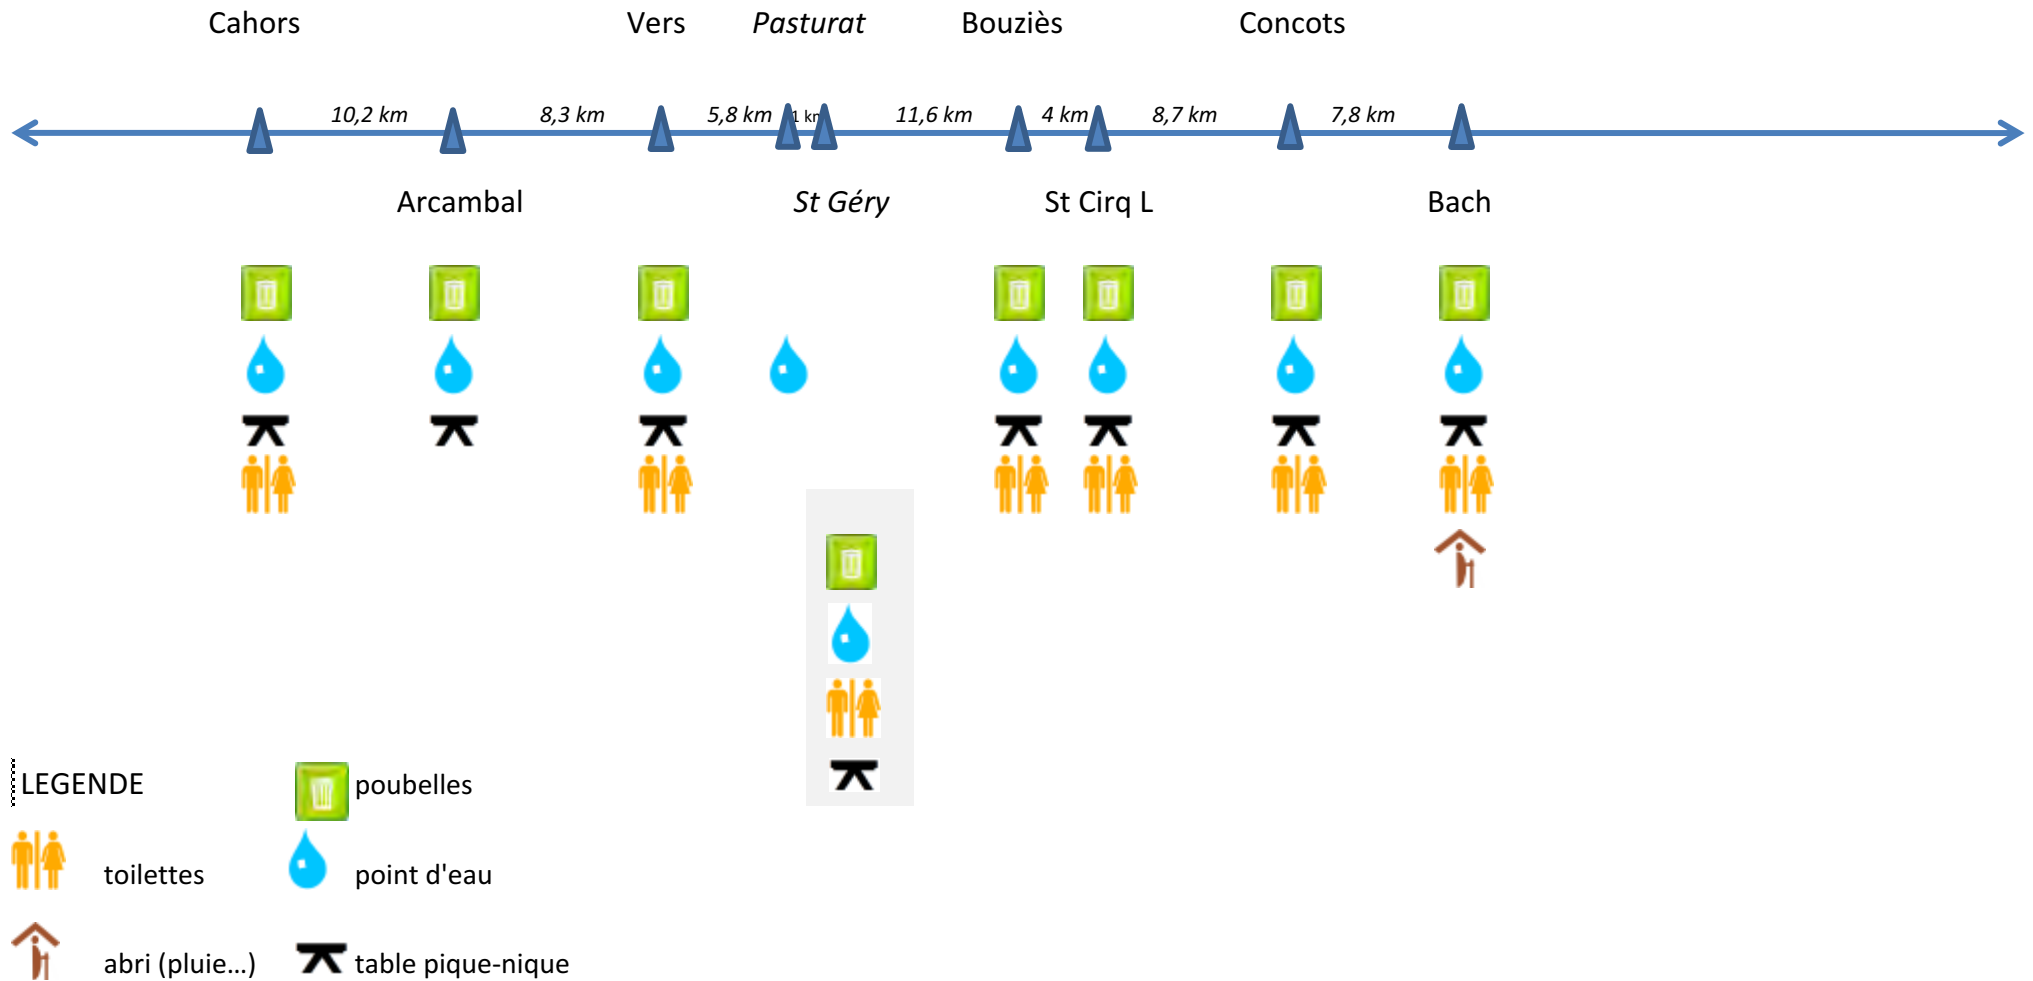 Cahors Vers Pasturat Bouziès Concots
10,2 km 8,3 km 5,8 km 1 km 11,6 km 4 km 8,7 km 7,8 km
Arcambal St Géry St Cirq L Bach
LEGENDE poubelles
toilettes point d'eau
abri (pluie...) table pique-nique